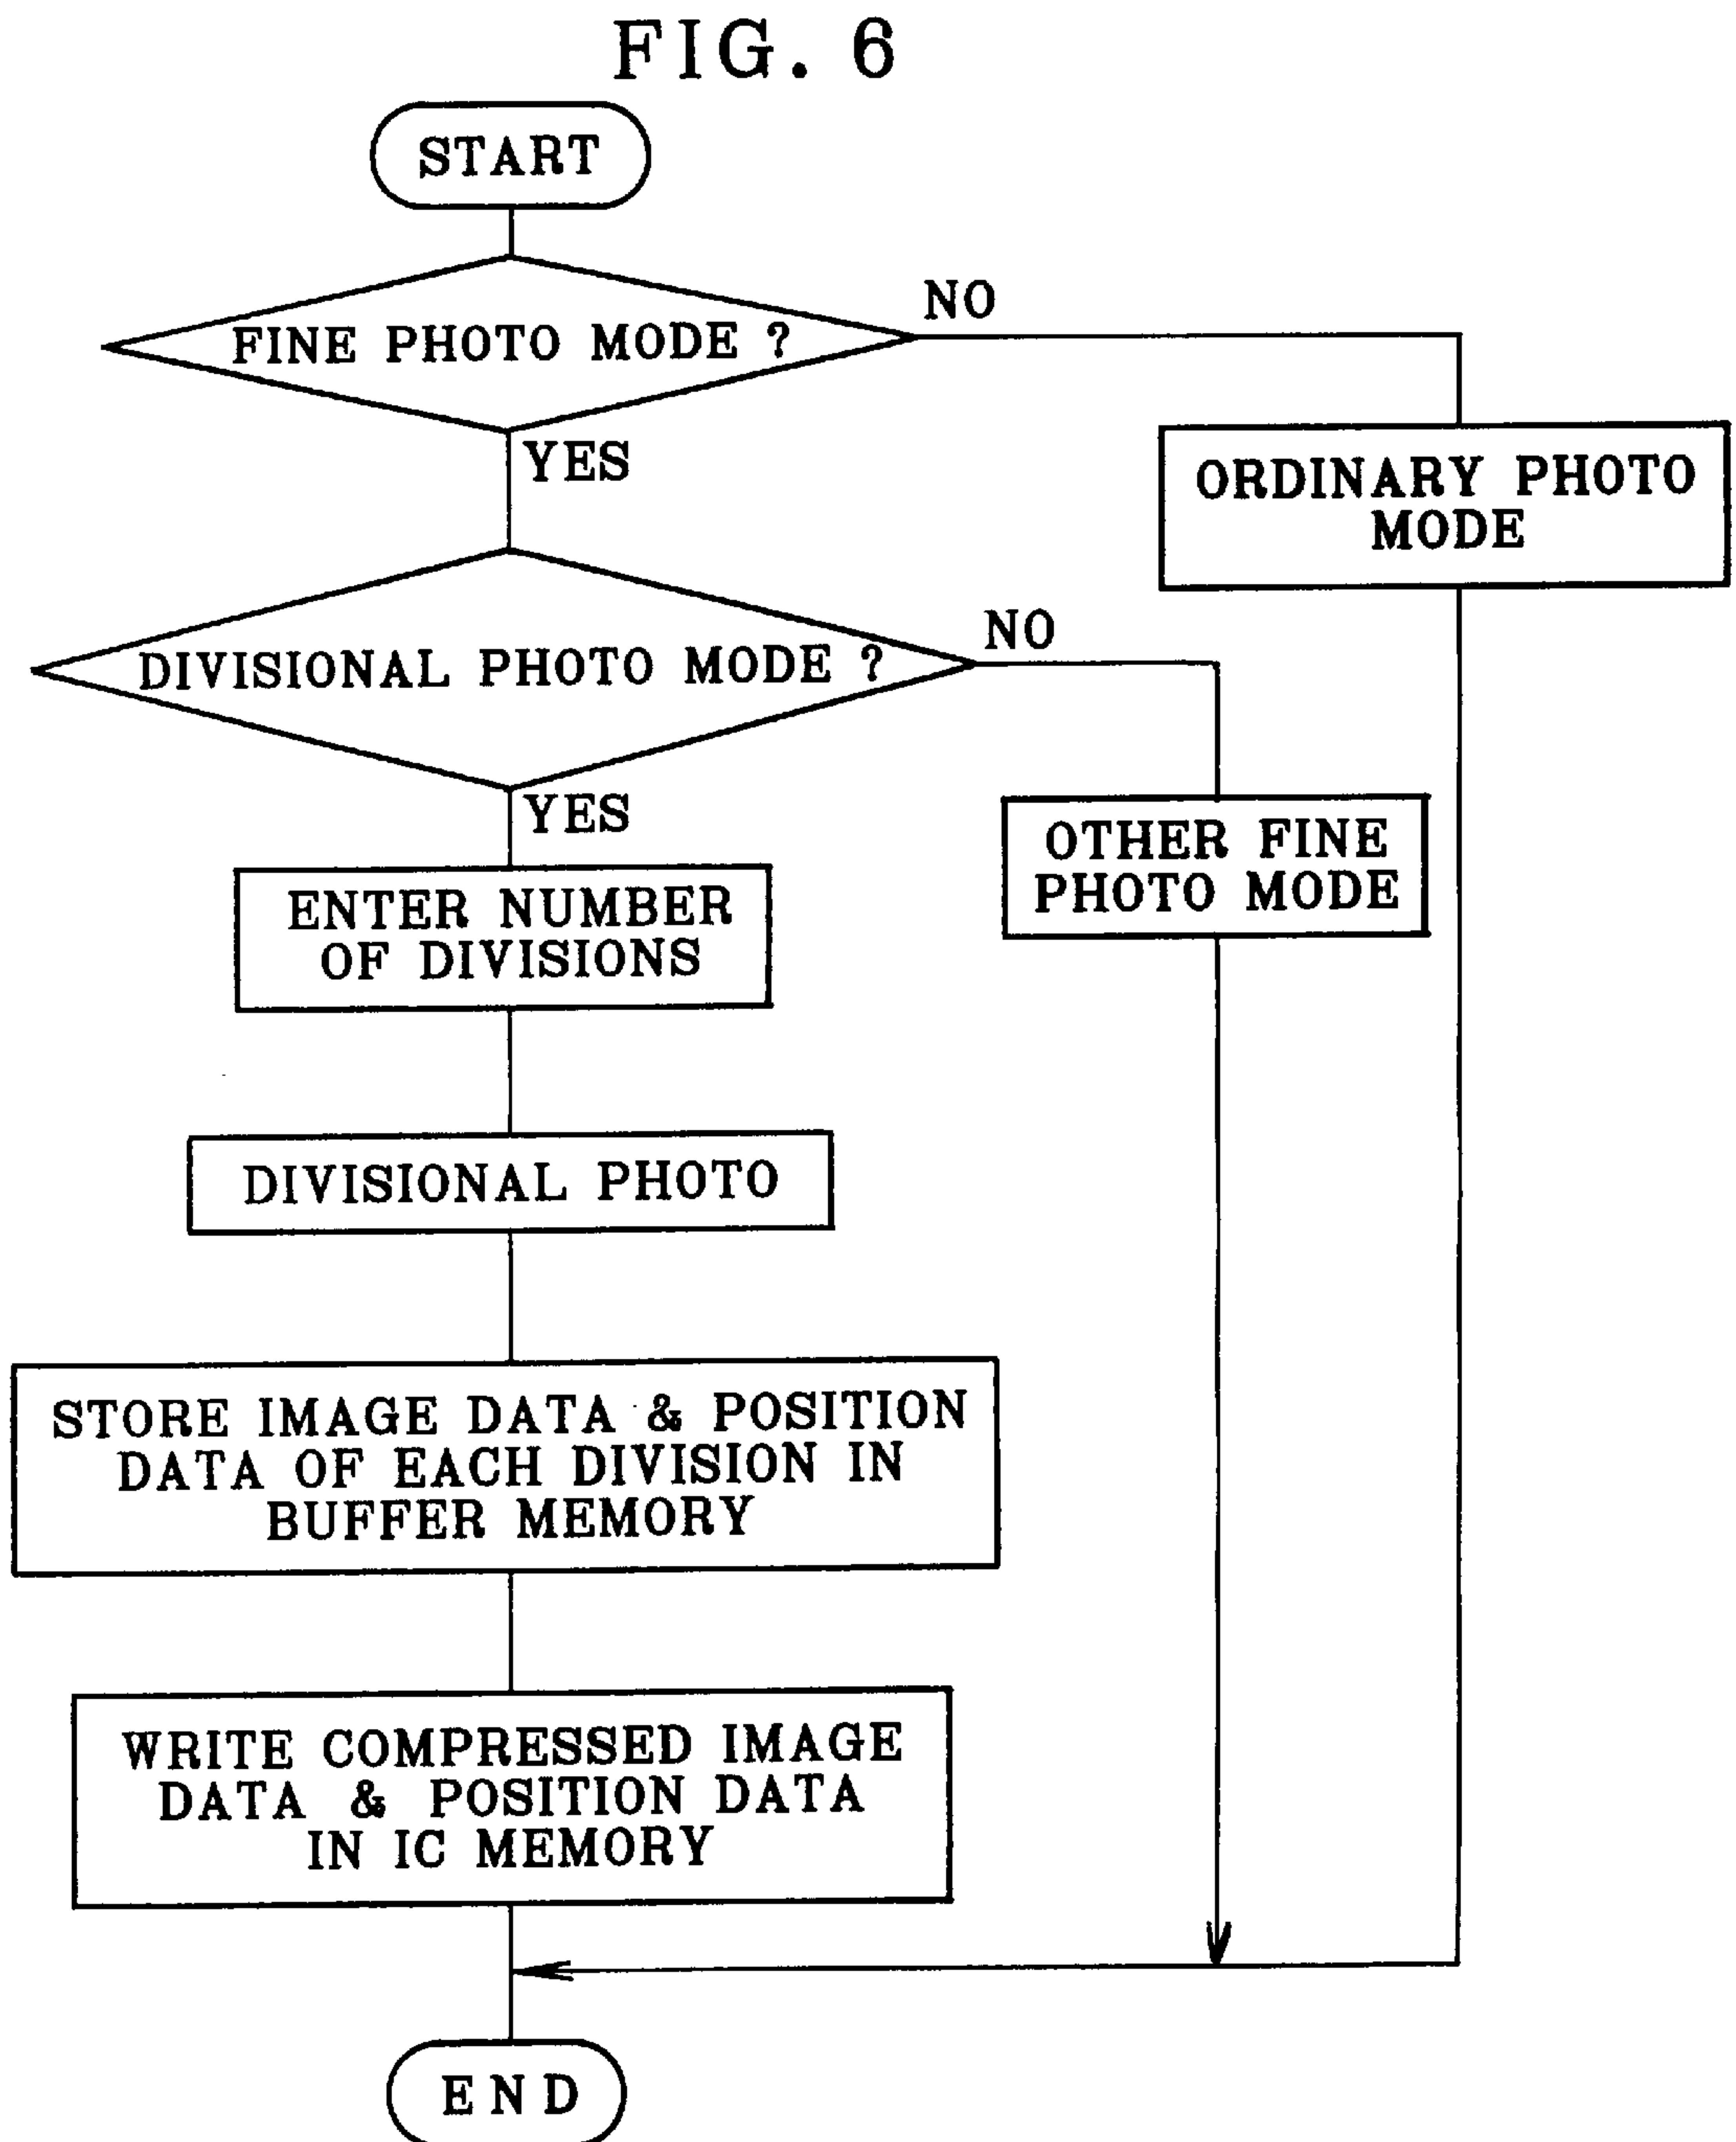 FIG. 6
START
FINE PHOTO MODE ?
NO
YES
ORDINARY PHOTO
MODE
DIVISIONAL PHOTO MODE ?
NO
YES
OTHER FINE
PHOTO MODE
ENTER NUMBER
OF DIVISIONS
DIVISIONAL PHOTO
STORE IMAGE DATA & POSITION
DATA OF EACH DIVISION IN
BUFFER MEMORY
WRITE COMPRESSED IMAGE
DATA & POSITION DATA
IN IC MEMORY
END